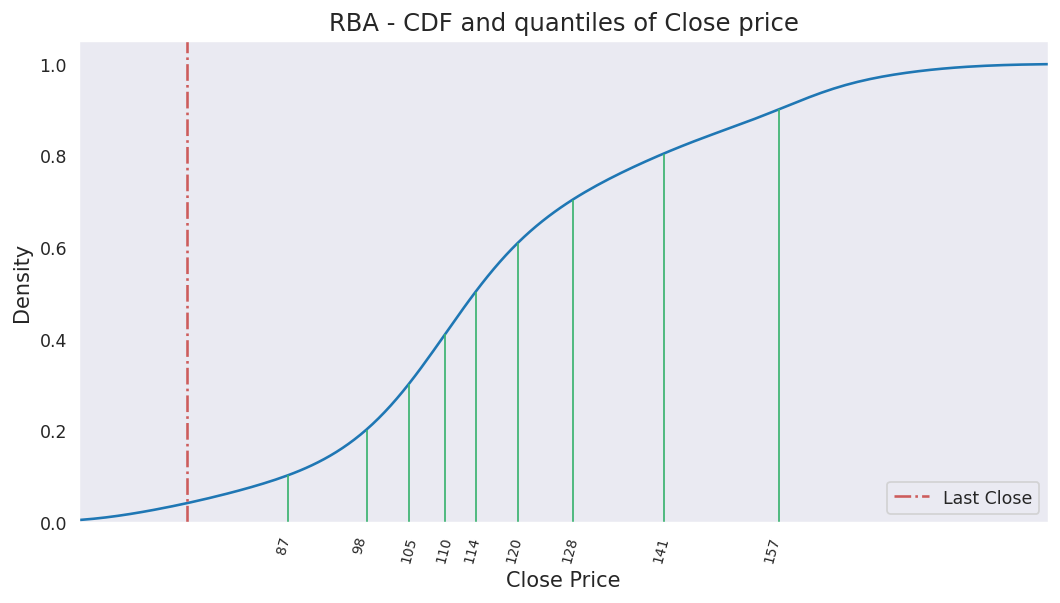 RBA - CDF and quantiles of Close price
1.0
0.8
0.6
0.4
0.2
0.0
Density
Last Close
87 98 105 110 114 120 128 141 157
Close Price